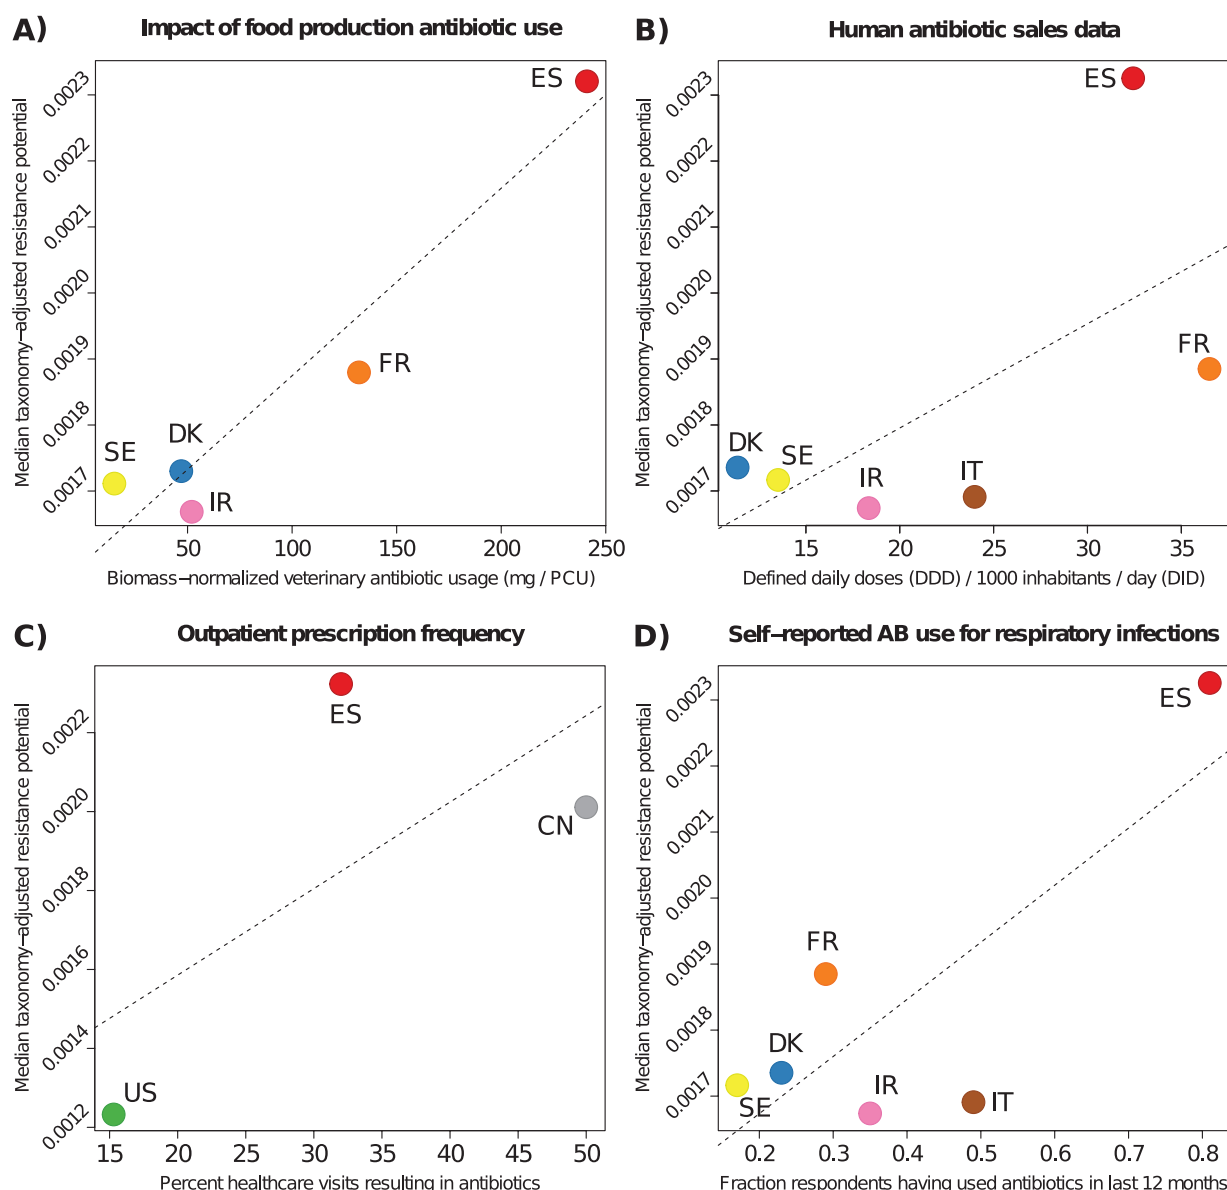 A) Impact of food production antibiotic use
Median taxonomy–adjusted resistance potential
0.0023
0.0022
0.0021
0.0020
0.0019
0.0018
0.0017
ES
FR
DK
SE
IR
50 100 150 200 250
Biomass–normalized veterinary antibiotic usage (mg / PCU)
B) Human antibiotic sales data
Median taxonomy–adjusted resistance potential
0.0023
0.0022
0.0021
0.0020
0.0019
0.0018
0.0017
ES
FR
DK
SE
IR
IT
15 20 25 30 35
Defined daily doses (DDD) / 1000 inhabitants / day (DID)
C) Outpatient prescription frequency
Median taxonomy–adjusted resistance potential
0.0022
0.0020
0.0018
0.0016
0.0014
0.0012
ES
CN
US
15 20 25 30 35 40 45 50
Percent healthcare visits resulting in antibiotics
D) Self–reported AB use for respiratory infections
Median taxonomy–adjusted resistance potential
0.0023
0.0022
0.0021
0.0020
0.0019
0.0018
0.0017
ES
FR
DK
SE
IR
IT
0.2 0.3 0.4 0.5 0.6 0.7 0.8
Fraction respondents having used antibiotics in last 12 months